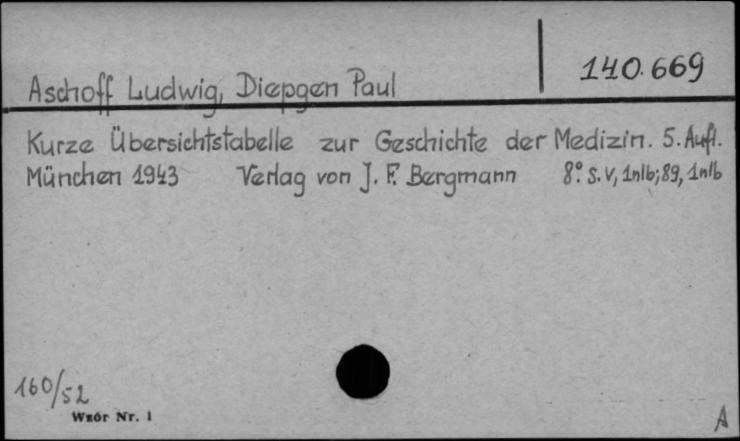 140.669
Aschoff Ludwig, Diepgen Paul
Kurze Übersichtstabelle zur Geschichte der Medizin. 5. Aufl.
München 1943 Verlag von J. F. Bergmann 8° s. V, 1nlb; 89, 1nlb
160/52
Wzór Nr. 1
A